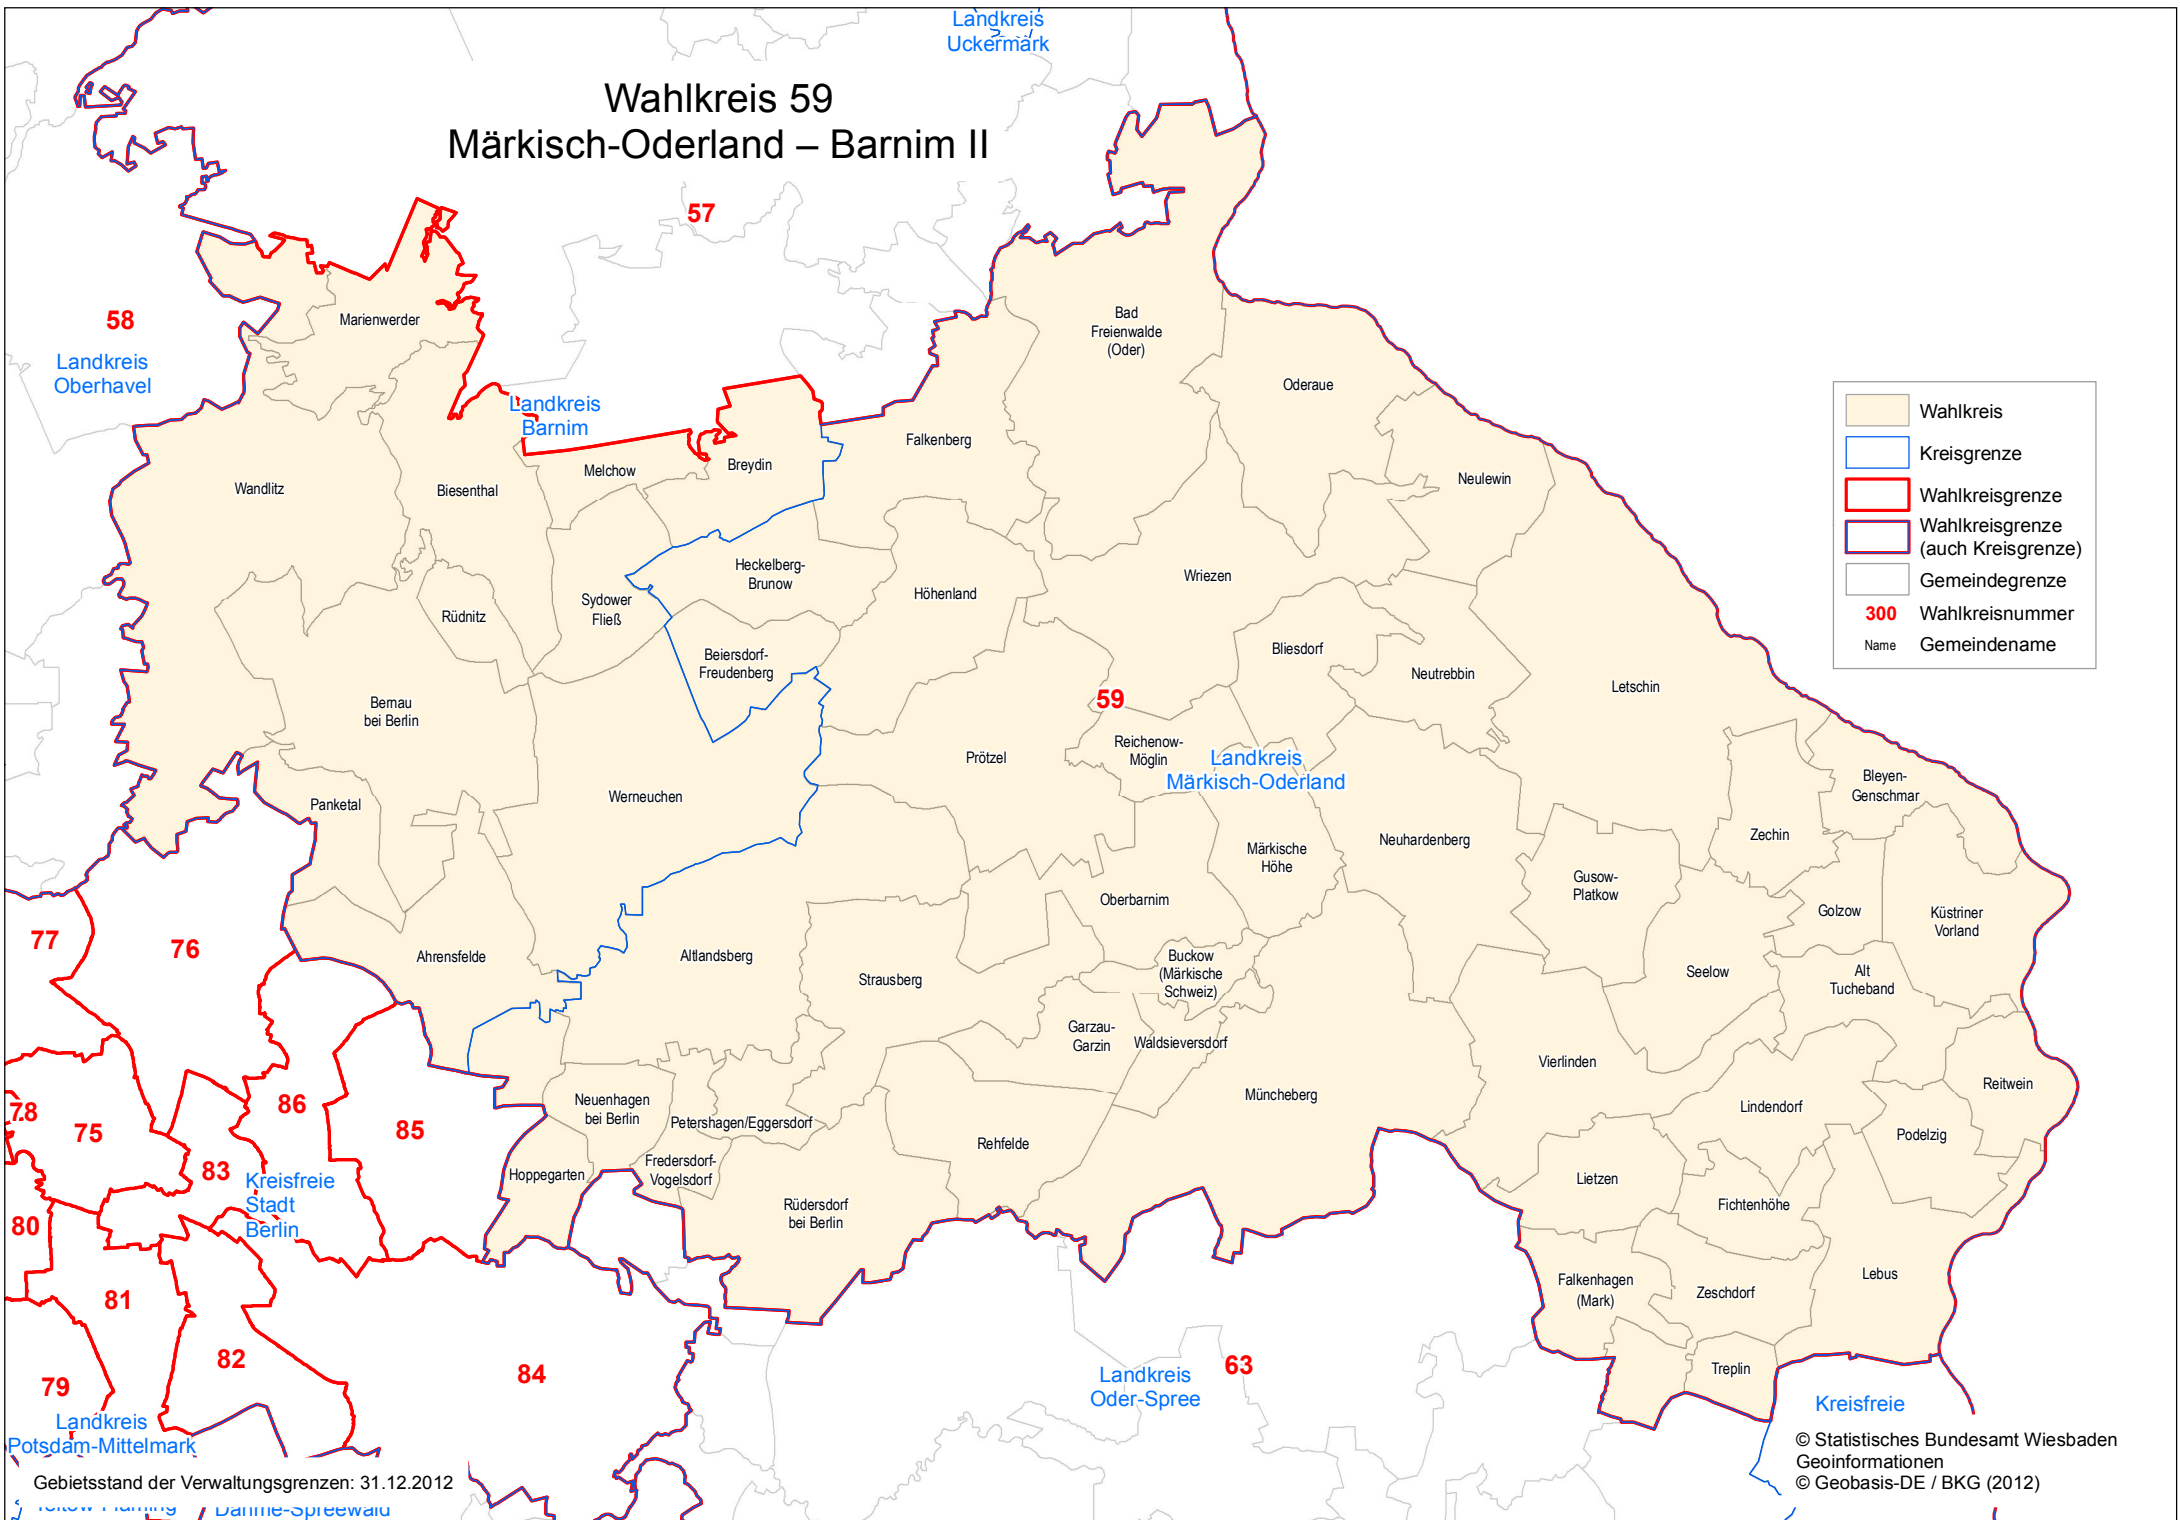 Landkreis
Uckermark
Wahlkreis 59
Märkisch-Oderland – Barnim II
57
58
Landkreis
Oberhavel
Marienwerder
Bad
Freienwalde
(Oder)
Oderaue
Landkreis
Barnim
Falkenberg
Melchow
Breydin
Wandlitz
Biesenthal
Neulewin
Wahlkreis
Kreisgrenze
Wahlkreisgrenze
Wahlkreisgrenze
(auch Kreisgrenze)
Gemeindegrenze
300 Wahlkreisnummer
Name Gemeindename
Heckelberg-
Brunow
Höhenland
Wriezen
Sydower
Fließ
Rüdnitz
Beiersdorf-
Freudenberg
Bliesdorf
Neutrebbin
Letschin
59
Bernau
bei Berlin
Reichenow-
Möglin
Prötzel
Landkreis
Märkisch-Oderland
Panketal
Werneuchen
Bleyen-
Genschmar
Zechin
Neuhardenberg
Märkische
Höhe
Gusow-
Platkow
Oberbarnim
Golzow
Küstriner
Vorland
77
76
Ahrensfelde
Altlandsberg
Strausberg
Buckow
(Märkische
Schweiz)
Seelow
Alt
Tucheband
Garzau-
Garzin
Waldsieversdorf
Vierlinden
Müncheberg
Reitwein
Lindendorf
Podelzig
78
75
86
85
Neuenhagen
bei Berlin
Petershagen/Eggersdorf
Rehfelde
83
Hoppegarten
Fredersdorf-
Vogelsdorf
Kreisfreie
Stadt
Berlin
Rüdersdorf
bei Berlin
Lietzen
Fichtenhöhe
80
81
Falkenhagen
(Mark)
Zeschdorf
Lebus
82
84
63
Treplin
79
Landkreis
Potsdam-Mittelmark
Landkreis
Oder-Spree
Kreisfreie
Gebietsstand der Verwaltungsgrenzen: 31.12.2012
Teltow-Fläming
Dahme-Spreewald
© Statistisches Bundesamt Wiesbaden
Geoinformationen
© Geobasis-DE / BKG (2012)